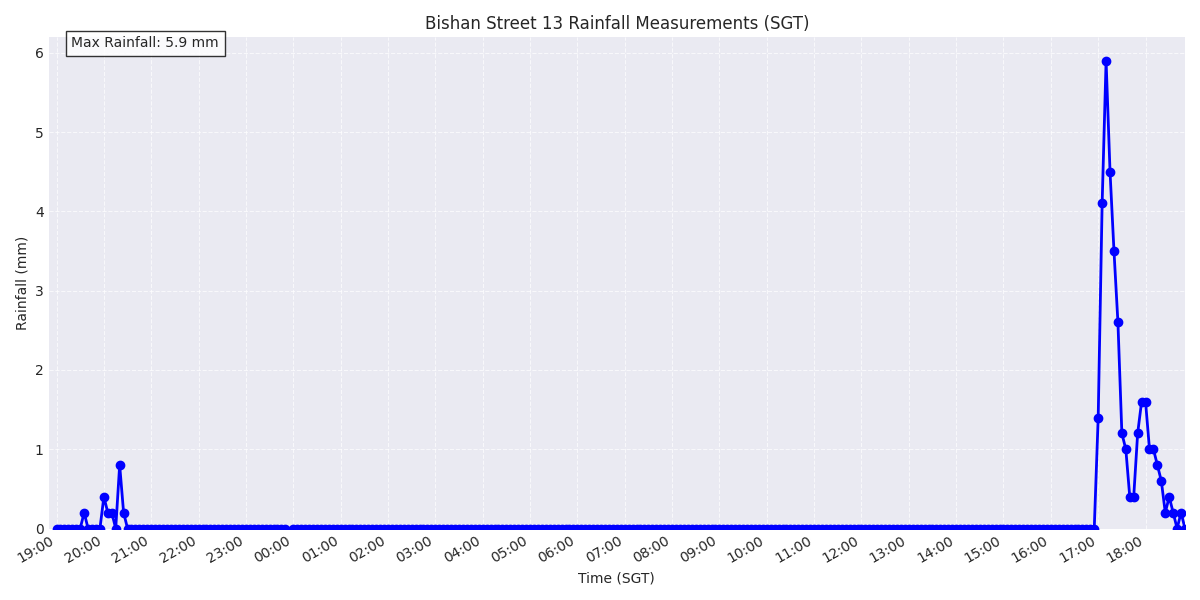 Bishan Street 13 Rainfall Measurements (SGT)
Max Rainfall: 5.9 mm
6
5
4
3
2
1
0
Rainfall (mm)
19:00 20:00 21:00 22:00 23:00 00:00 01:00 02:00 03:00 04:00 05:00 06:00 07:00 08:00 09:00 10:00 11:00 12:00 13:00 14:00 15:00 16:00 17:00 18:00
Time (SGT)